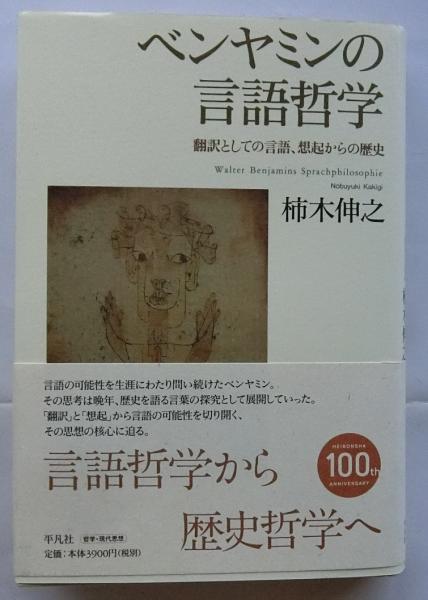 ベンヤミンの
言語哲学
翻訳としての言語、想起からの歴史
Walter Benjamins Sprachphilosophie
Nobuyuki Kakigi
柿木伸之
言語の可能性を生涯にわたり問い続けたベンヤミン。
その思考は晩年、歴史を語る言葉の探究として展開していった。
「翻訳」と「想起」から言語の可能性を切り開く、
その思想の核心に迫る。
言語哲学から
歴史哲学へ
HEIBONSHA
100th
ANNIVERSARY
平凡社 哲学・現代思想
定価:本体3900円(税別)